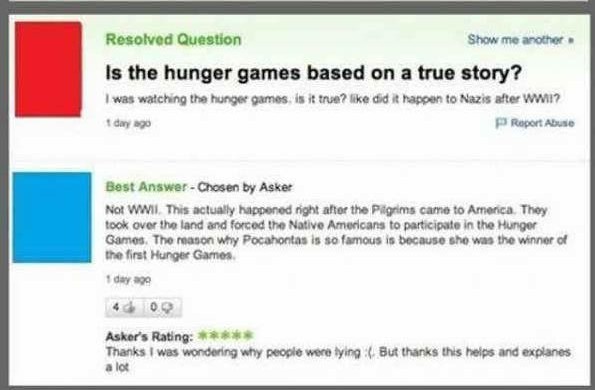 Resolved Question
Show me another »
Is the hunger games based on a true story?
I was watching the hunger games. is it true? like did it happen to Nazis after WWII?
1 day ago
Report Abuse
Best Answer - Chosen by Asker
Not WWII. This actually happened right after the Pilgrims came to America. They
took over the land and forced the Native Americans to participate in the Hunger
Games. The reason why Pocahontas is so famous is because she was the winner of
the first Hunger Games.
1 day ago
4 0
Asker's Rating: *****
Thanks I was wondering why people were lying :(. But thanks this helps and explanes
a lot